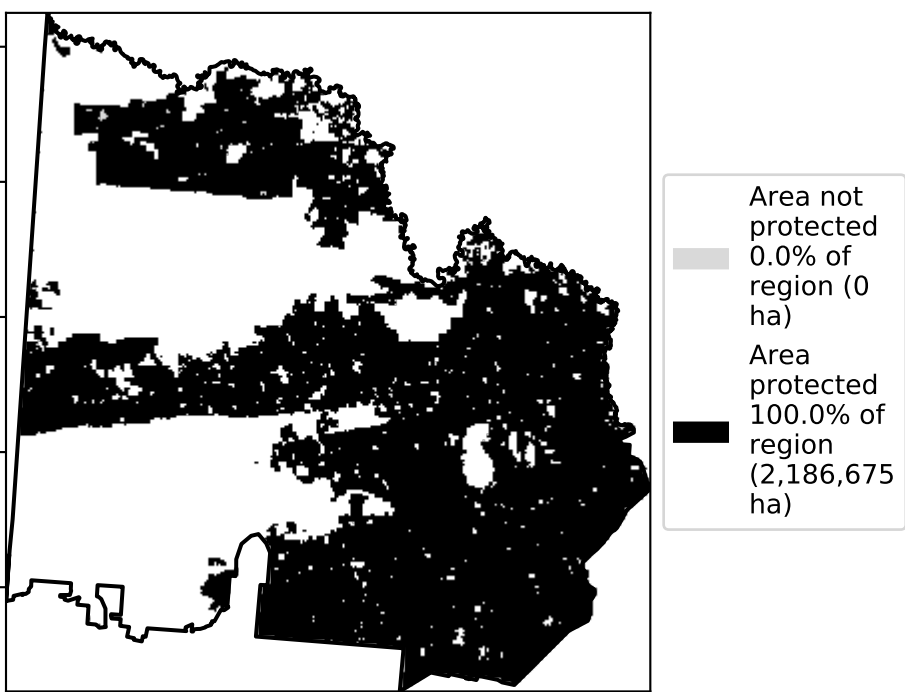 Area not
protected
0.0% of
region (0
ha)
Area
protected
100.0% of
region
(2,186,675
ha)